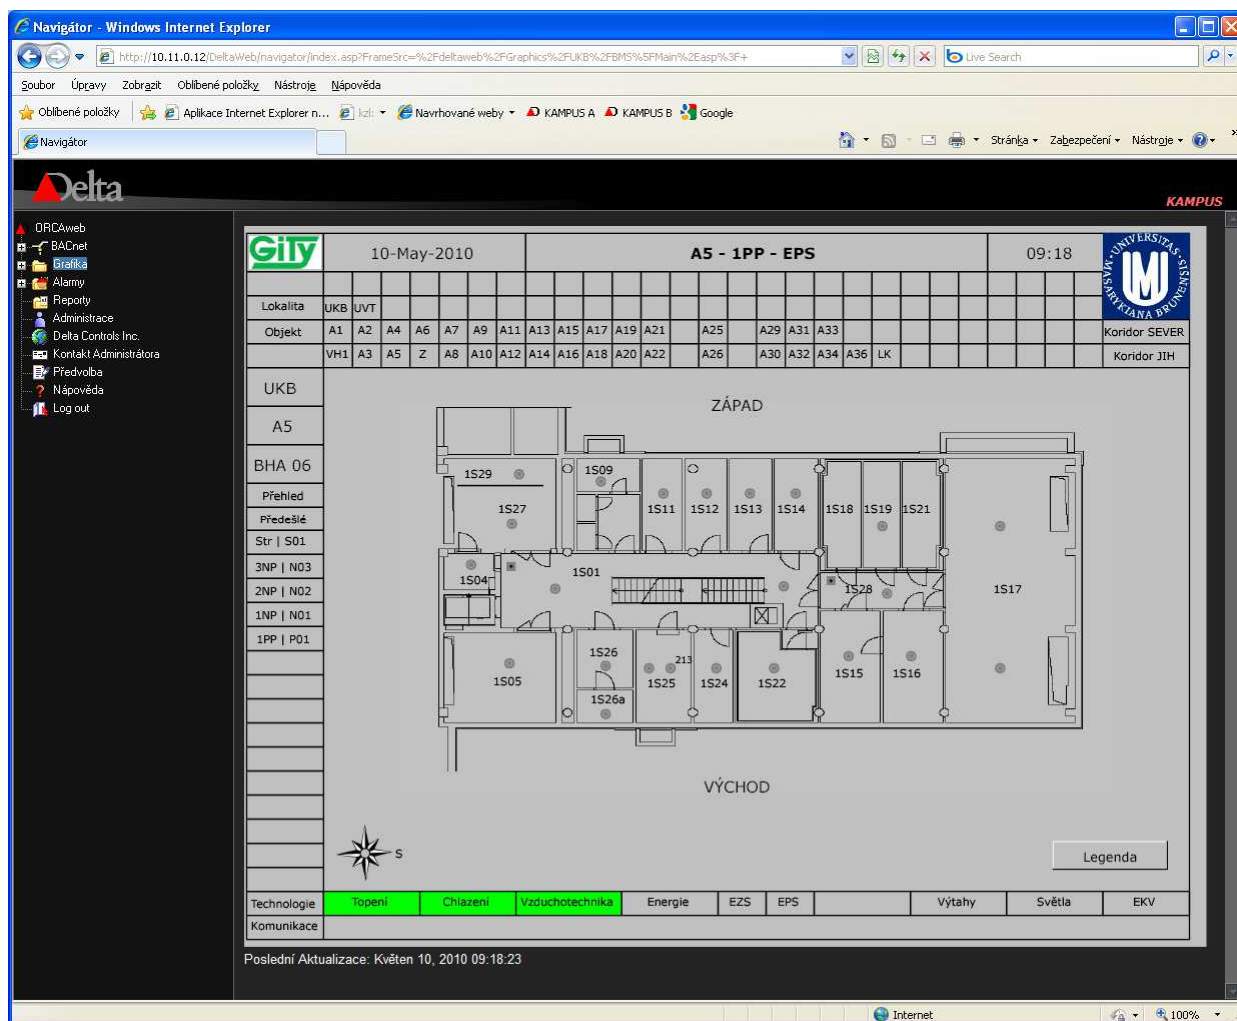 Navigátor - Windows Internet Explorer
http://10.11.0.12/DeltaWeb/navigator/index.asp?FrameSrc=%2Fdeltaweb%2FGraphics%2FUKB%2FBMS%5FMain%2Easp%3F+
Live Search
Soubor Úpravy Zobrazit Oblíbené položky Nástroje Nápověda
Oblíbené položky Aplikace Internet Explorer n... Navrhované weby KAMPUS A KAMPUS B Google
Navigátor
Stránka Zabezpečení Nástroje
Delta
KAMPUS
ORCAweb
BACnet
Grafika
Alarmy
Reporty
Administrace
Delta Controls Inc.
Kontakt Administrátora
Předvolba
Nápověda
Log out
GiTy 10-May-2010 A5 - 1PP - EPS 09:18
UNIVERSITAS MASARYKIANA BRUNENSIS
Lokalita UKB UVT
Objekt A1 A2 A4 A6 A7 A9 A11 A13 A15 A17 A19 A21 A25 A29 A31 A33 Koridor SEVER
VH1 A3 A5 Z A8 A10 A12 A14 A16 A18 A20 A22 A26 A30 A32 A34 A36 LK Koridor JIH
UKB
A5
BHA 06
Přehled
Předešlé
Str | S01
3NP | N03
2NP | N02
1NP | N01
1PP | P01
ZÁPAD
1S29 1S09
1S27 1S11 1S12 1S13 1S14 1S18 1S19 1S21
1S04 1S01 1S28 1S17
1S26 213
1S05 1S25 1S24 1S22 1S15 1S16
1S26a
VÝCHOD
S
Legenda
Technologie Topení Chlazení Vzduchotechnika Energie EZS EPS Výtahy Světla EKV
Komunikace
Poslední Aktualizace: Květen 10, 2010 09:18:23
Internet 100%